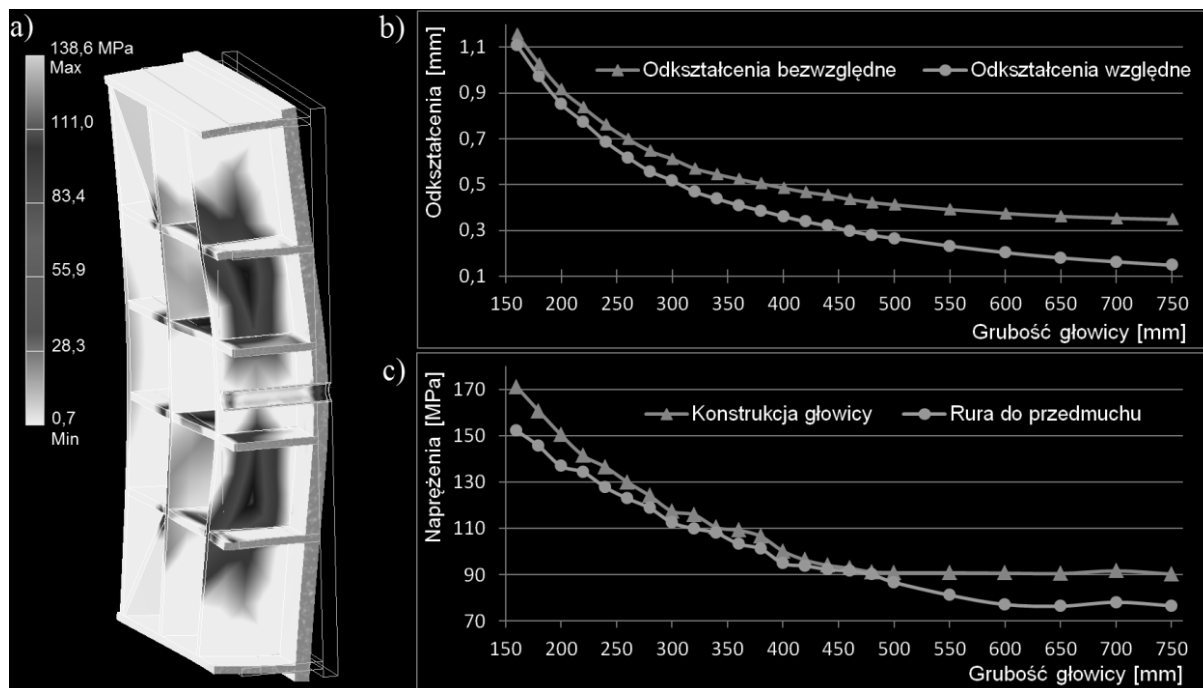 a)
138,6 MPa
Max
111,0
83,4
55,9
28,3
0,7
Min
b)
Odkształcenia [mm]
1,1
0,9
0,7
0,5
0,3
0,1
Odkształcenia bezwzględne
Odkształcenia względne
150 200 250 300 350 400 450 500 550 600 650 700 750
Grubość głowicy [mm]
c)
Naprężenia [MPa]
170
150
130
110
90
70
Konstrukcja głowicy
Rura do przedmuchu
150 200 250 300 350 400 450 500 550 600 650 700 750
Grubość głowicy [mm]